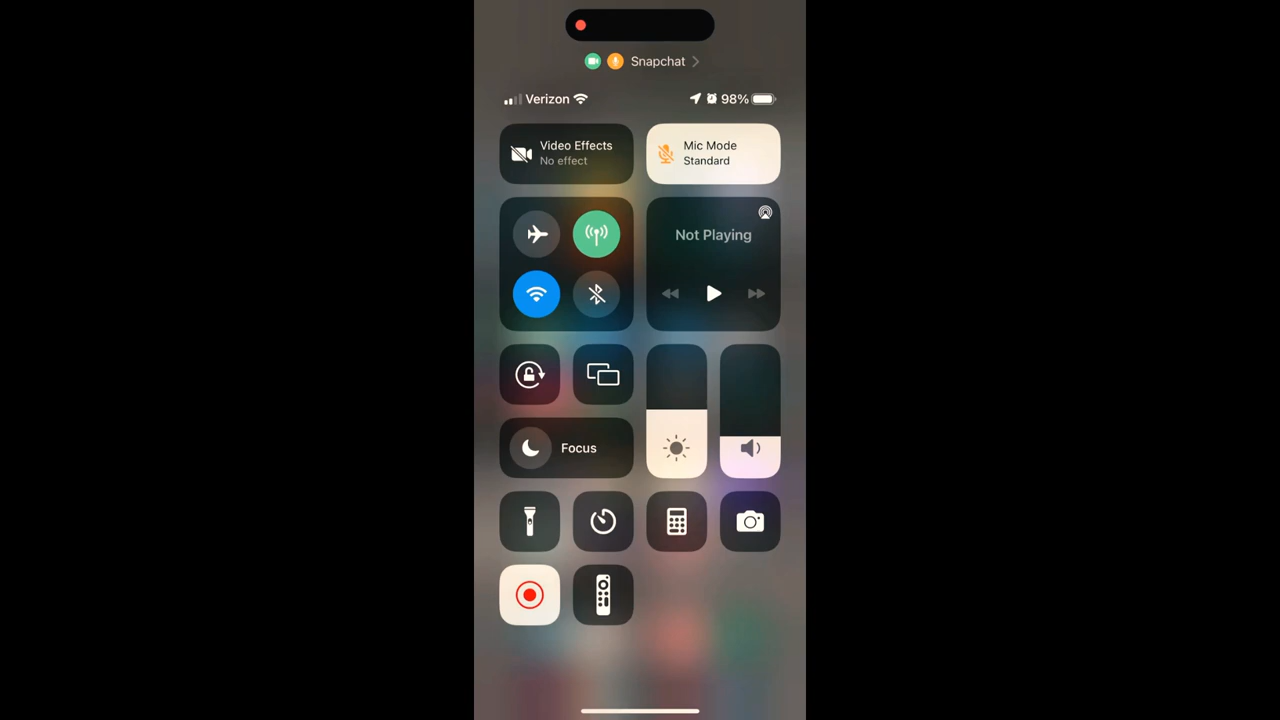 Snapchat
Verizon
98%
Video Effects
No effect
Mic Mode
Standard
Not Playing
Focus